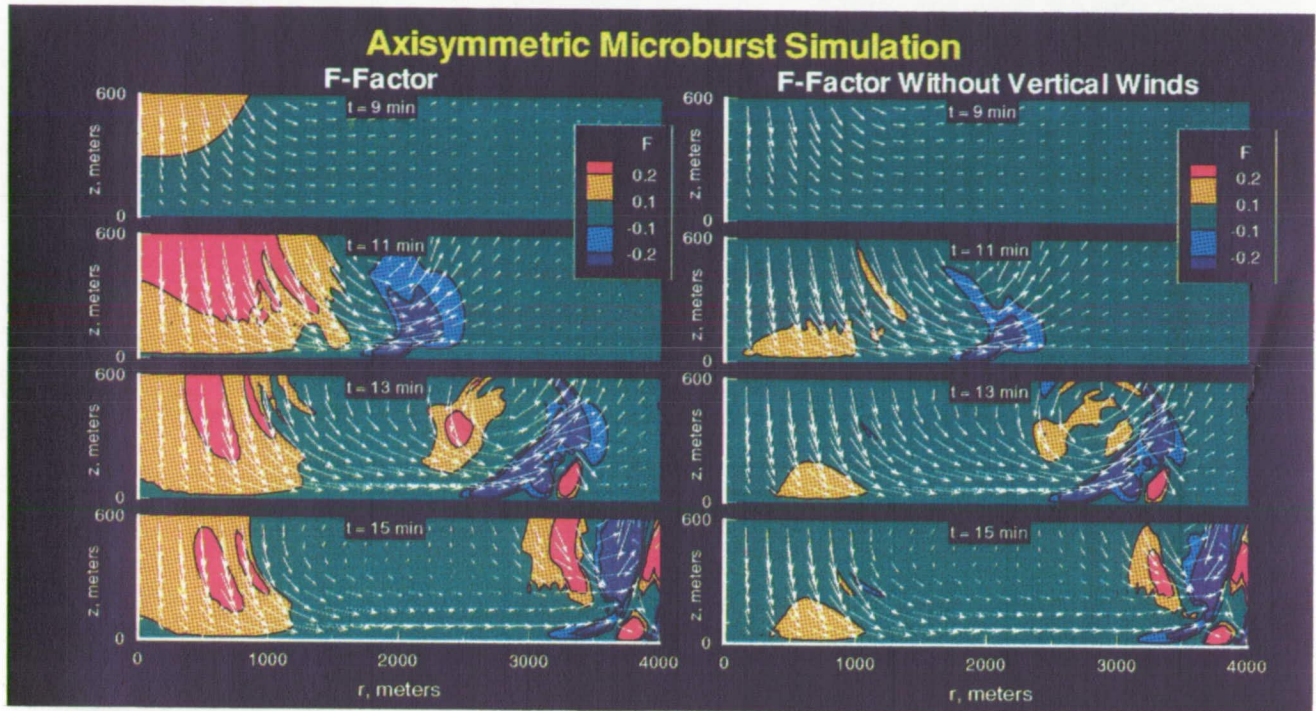 Axisymmetric Microburst Simulation
F-Factor
600
t = 9 min
z, meters
0
F
0.2
0.1
-0.1
-0.2
600
t = 11 min
z, meters
0
600
t = 13 min
z, meters
0
600
t = 15 min
z, meters
0
0
1000
2000
3000
4000
r, meters
F-Factor Without Vertical Winds
600
t = 9 min
z, meters
0
F
0.2
0.1
-0.1
-0.2
600
t = 11 min
z, meters
0
600
t = 13 min
z, meters
0
600
t = 15 min
z, meters
0
0
1000
2000
3000
4000
r, meters